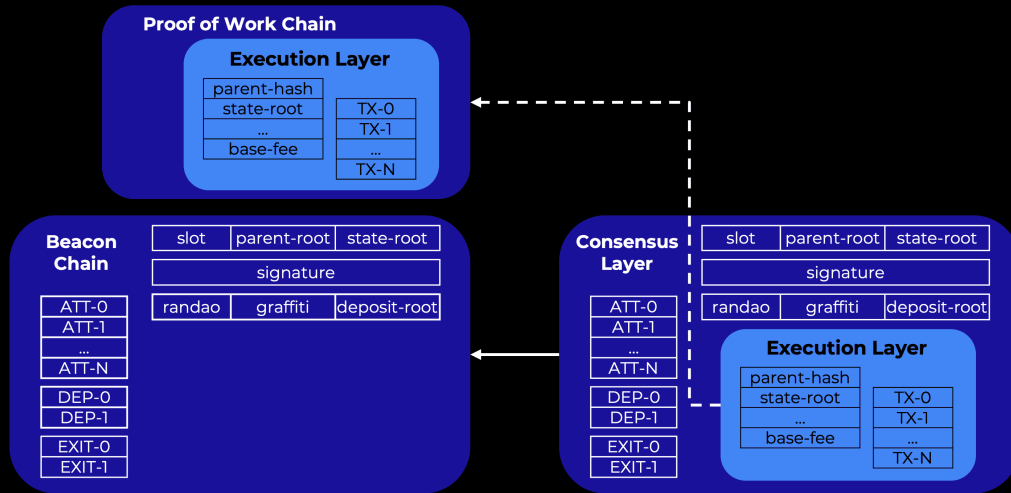 Proof of Work Chain
Execution Layer
parent-hash
state-root
...
base-fee
TX-0
TX-1
...
TX-N
Beacon
Chain
slot parent-root state-root
signature
randao graffiti deposit-root
ATT-0
ATT-1
...
ATT-N
DEP-0
DEP-1
EXIT-0
EXIT-1
Consensus
Layer
slot parent-root state-root
signature
randao graffiti deposit-root
ATT-0
ATT-1
...
ATT-N
DEP-0
DEP-1
EXIT-0
EXIT-1
Execution Layer
parent-hash
state-root
...
base-fee
TX-0
TX-1
...
TX-N